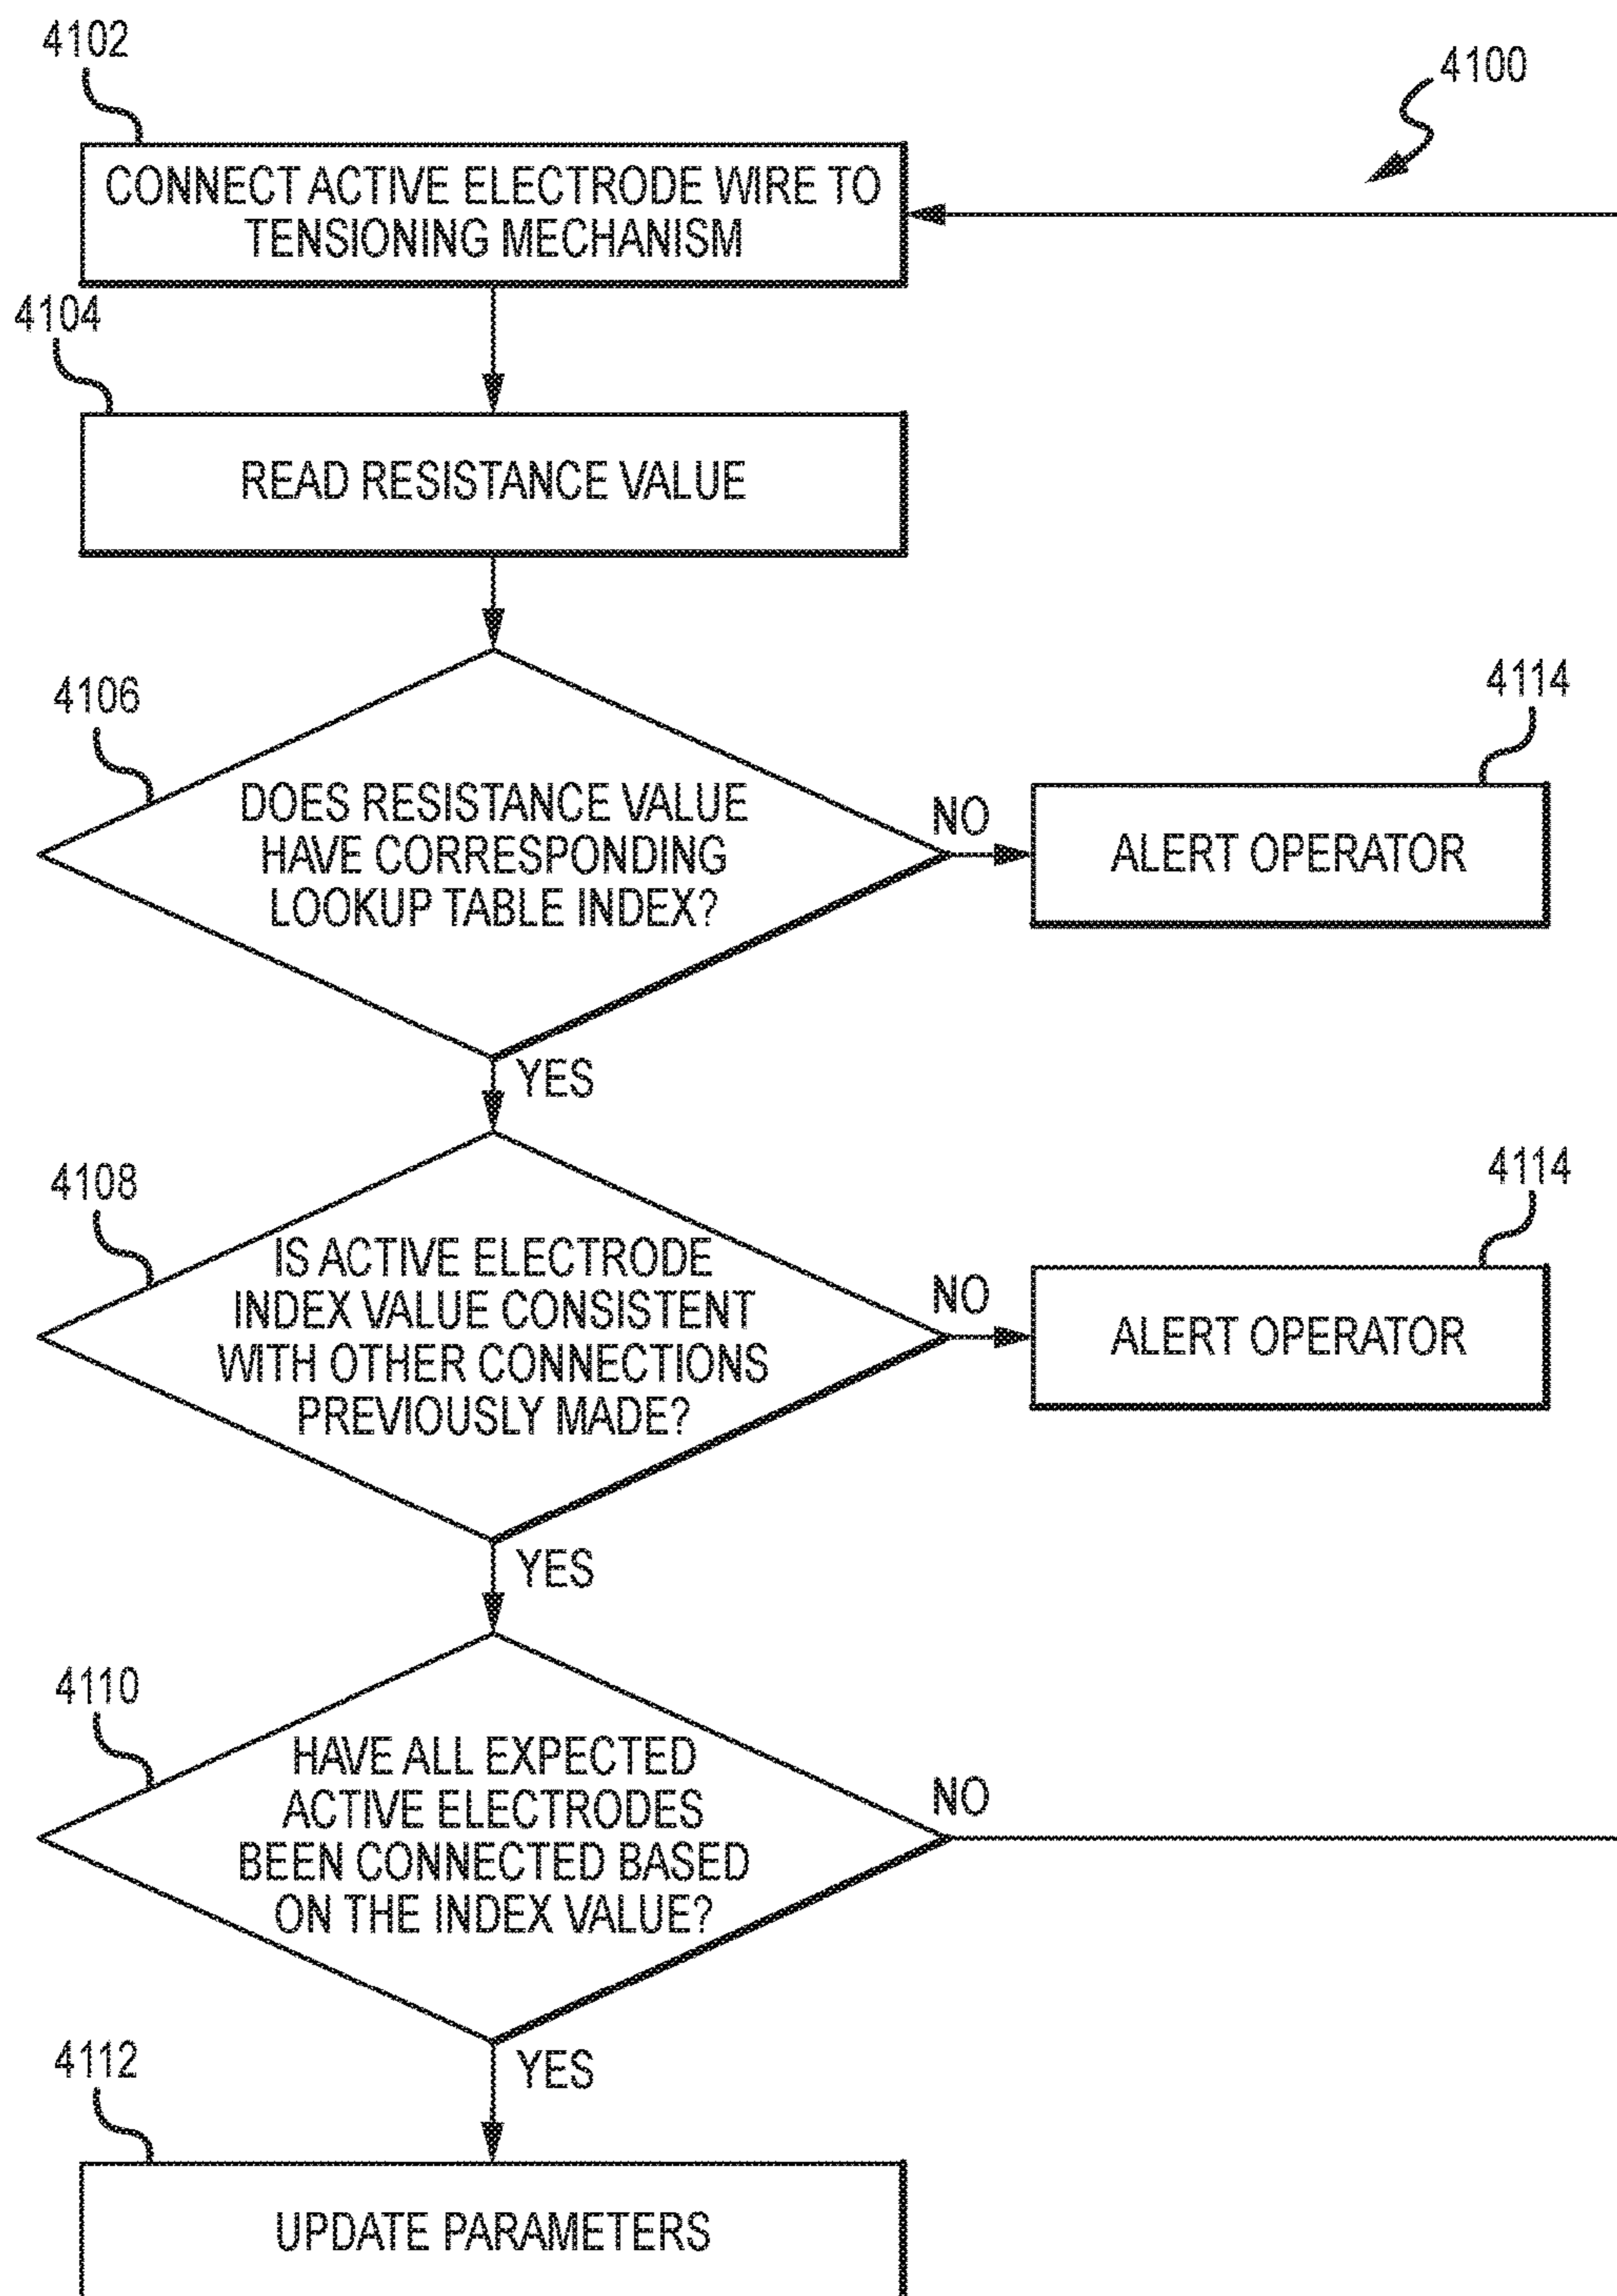 4102
4100
CONNECT ACTIVE ELECTRODE WIRE TO
TENSIONING MECHANISM
4104
READ RESISTANCE VALUE
4106
DOES RESISTANCE VALUE
HAVE CORRESPONDING
LOOKUP TABLE INDEX?
NO
4114
ALERT OPERATOR
YES
4108
IS ACTIVE ELECTRODE
INDEX VALUE CONSISTENT
WITH OTHER CONNECTIONS
PREVIOUSLY MADE?
NO
4114
ALERT OPERATOR
YES
4110
HAVE ALL EXPECTED
ACTIVE ELECTRODES
BEEN CONNECTED BASED
ON THE INDEX VALUE?
NO
YES
4112
UPDATE PARAMETERS